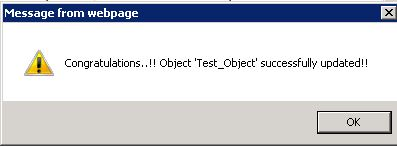 Message from webpage
Congratulations..!! Object 'Test_Object' successfully updated!!
OK